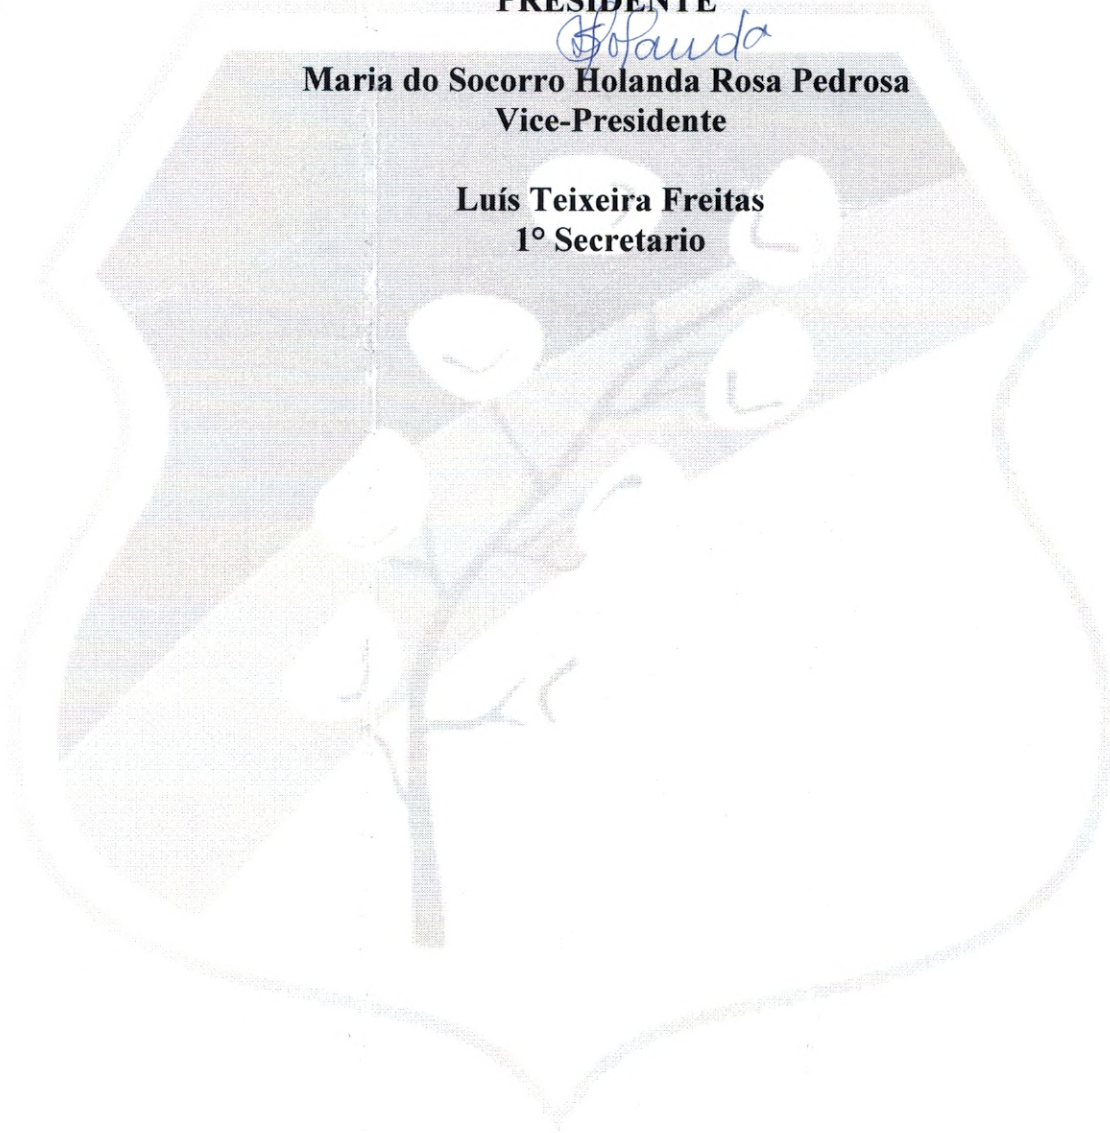 PRESIDENTE
Holanda
Maria do Socorro Holanda Rosa Pedrosa
Vice-Presidente
Luís Teixeira Freitas
1° Secretario